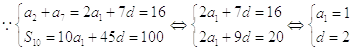 ∵ { a₂ + a₇ = 2a₁ + 7d = 16 ; S₁₀ = 10a₁ + 45d = 100 ⇔ { 2a₁ + 7d = 16 ; 2a₁ + 9d = 20 ⇔ { a₁ = 1 ; d = 2